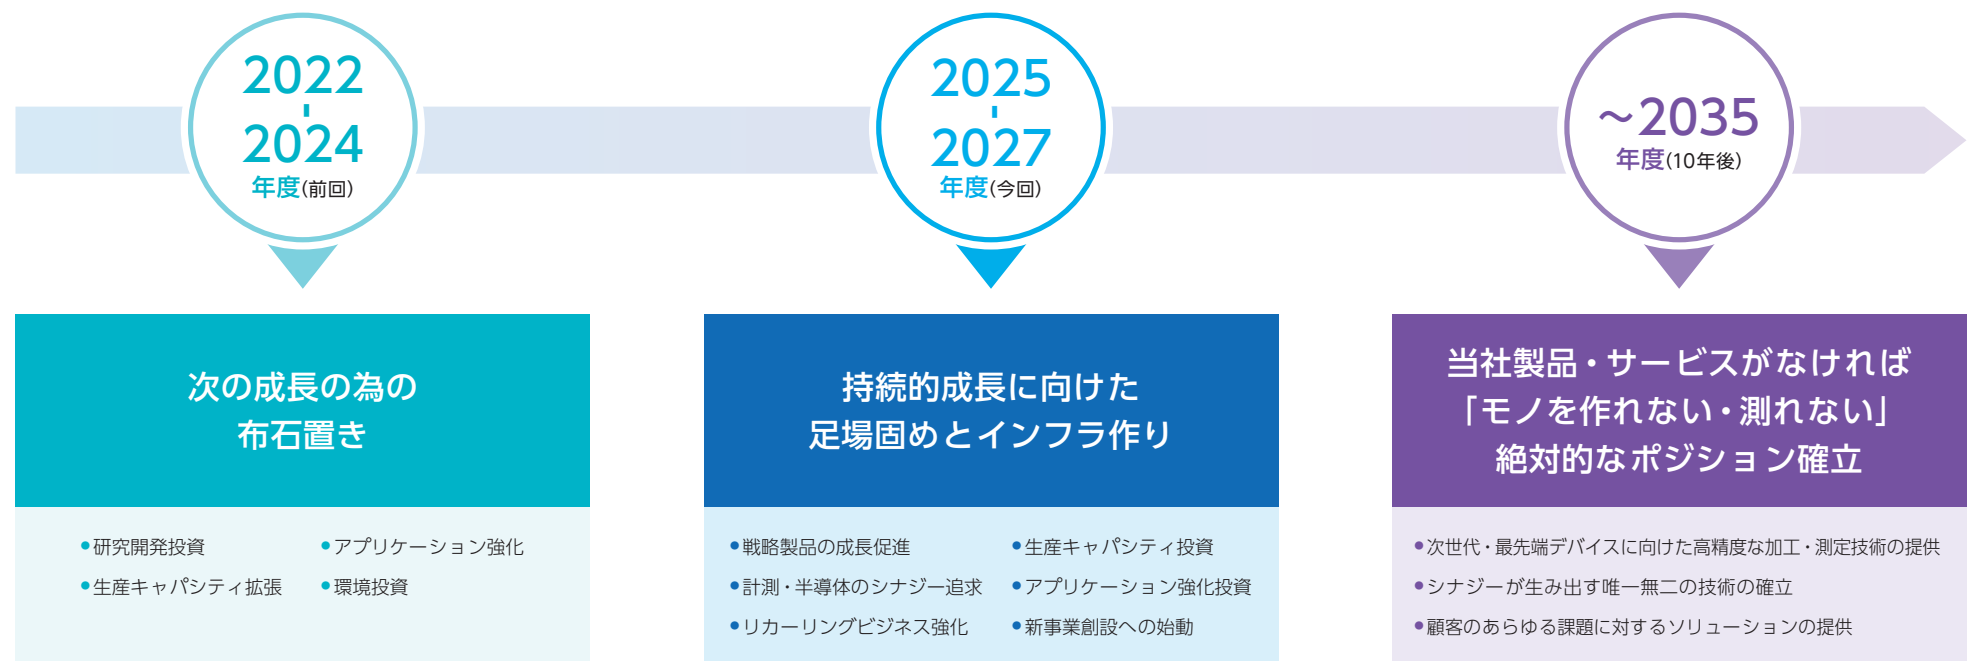 2022
-
2024
年度(前回)
次の成長の為の
布石置き
●研究開発投資
●アプリケーション強化
●生産キャパシティ拡張
●環境投資
2025
-
2027
年度(今回)
持続的成長に向けた
足場固めとインフラ作り
●戦略製品の成長促進
●生産キャパシティ投資
●計測・半導体のシナジー追求
●アプリケーション強化投資
●リカーリングビジネス強化
●新事業創設への始動
～2035
年度(10年後)
当社製品・サービスがなければ
「モノを作れない・測れない」
絶対的なポジション確立
●次世代・最先端デバイスに向けた高精度な加工・測定技術の提供
●シナジーが生み出す唯一無二の技術の確立
●顧客のあらゆる課題に対するソリューションの提供